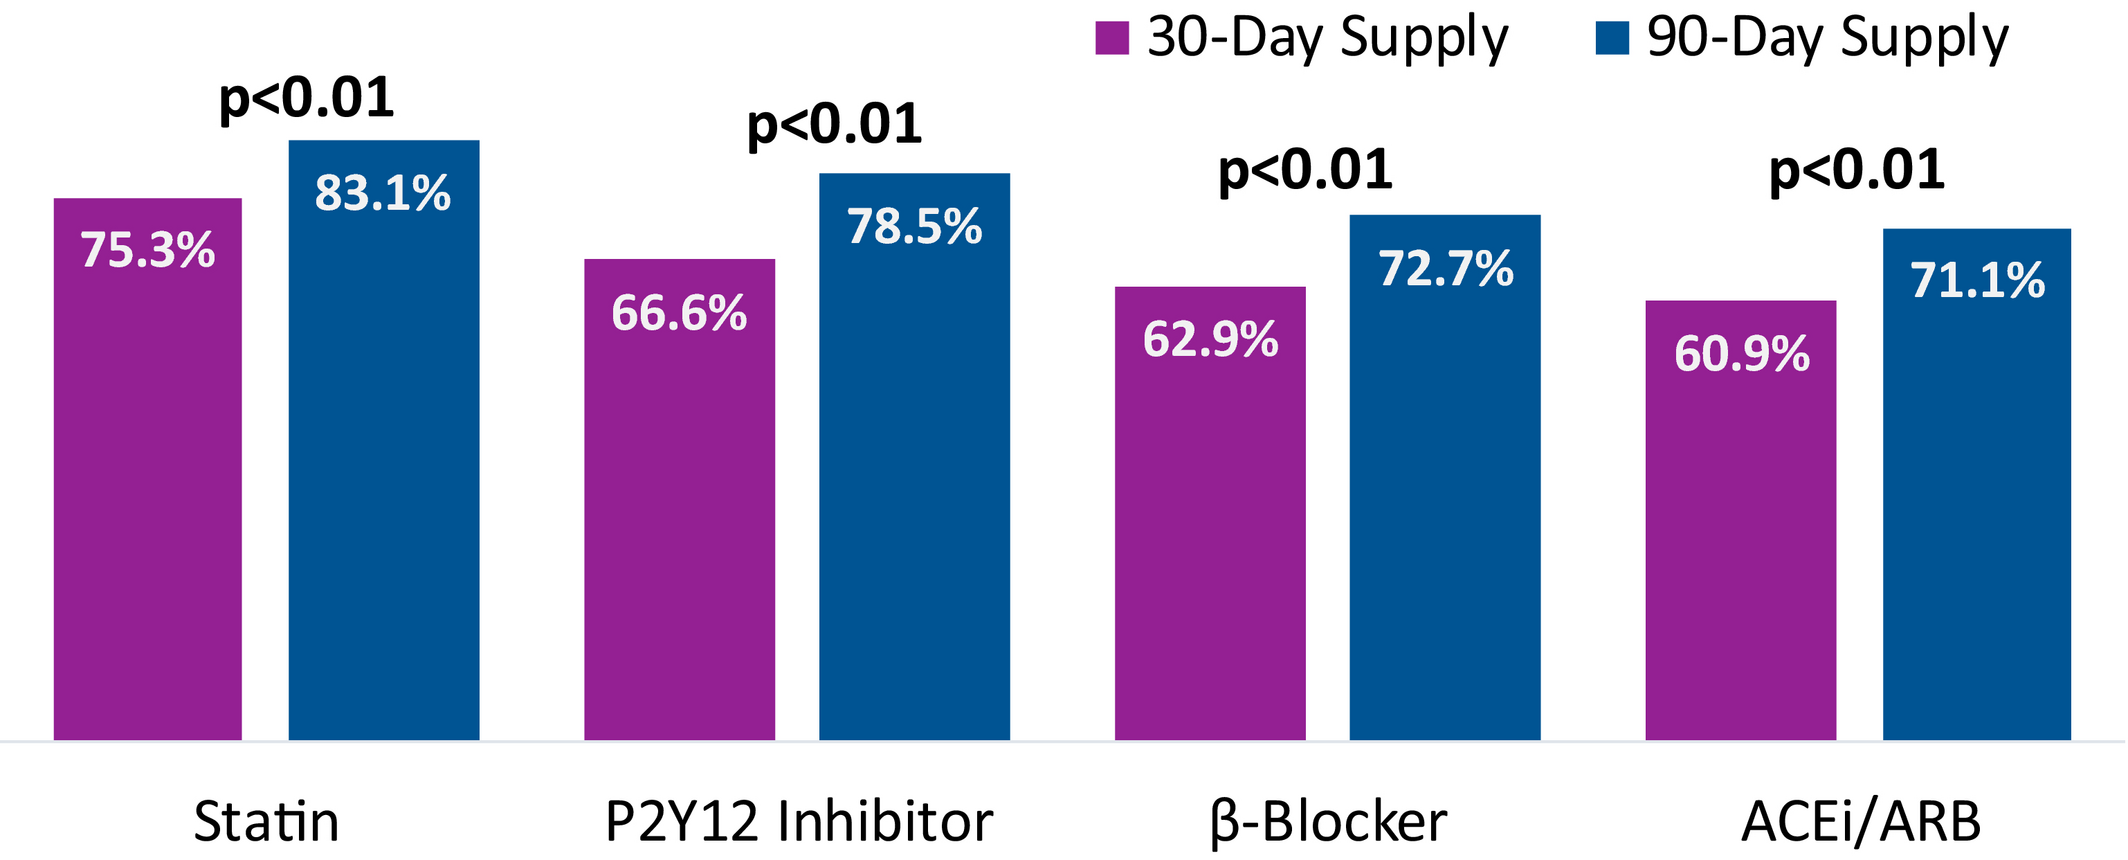 30-Day Supply 90-Day Supply
p<0.01 p<0.01 p<0.01 p<0.01
75.3% 83.1% 66.6% 78.5% 62.9% 72.7% 60.9% 71.1%
Statin P2Y12 Inhibitor β-Blocker ACEi/ARB